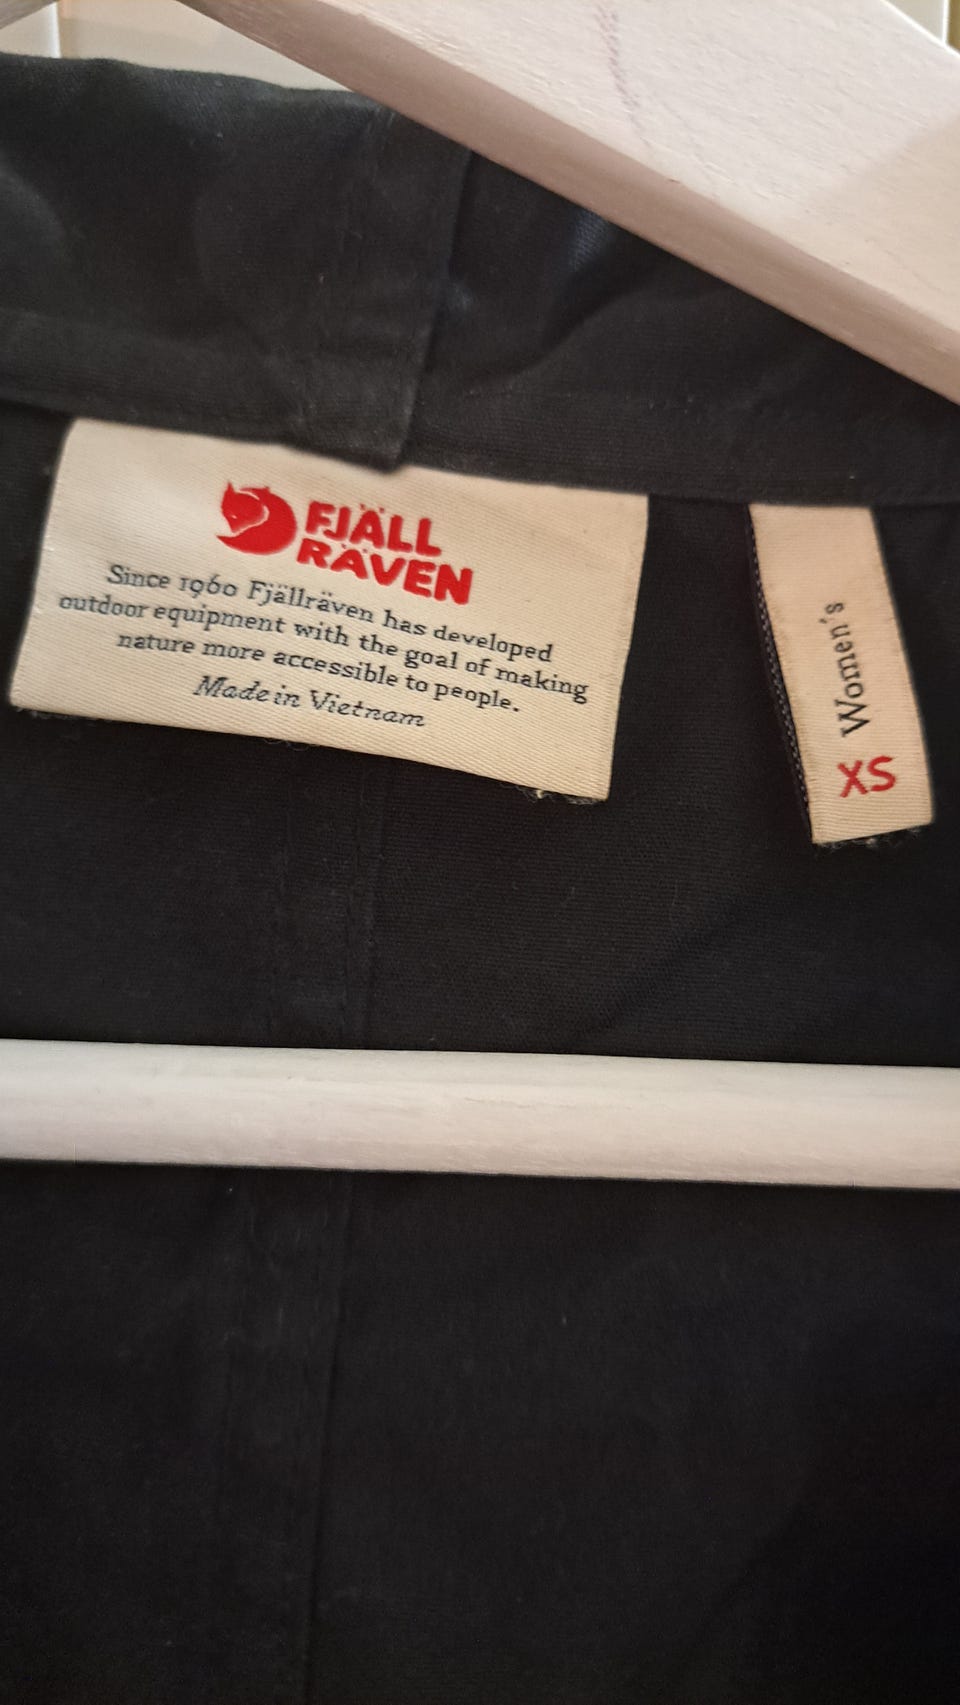 FJÄLL
RÄVEN
Since 1960 Fjällräven has developed
outdoor equipment with the goal of making
nature more accessible to people.
Made in Vietnam
Women's
XS